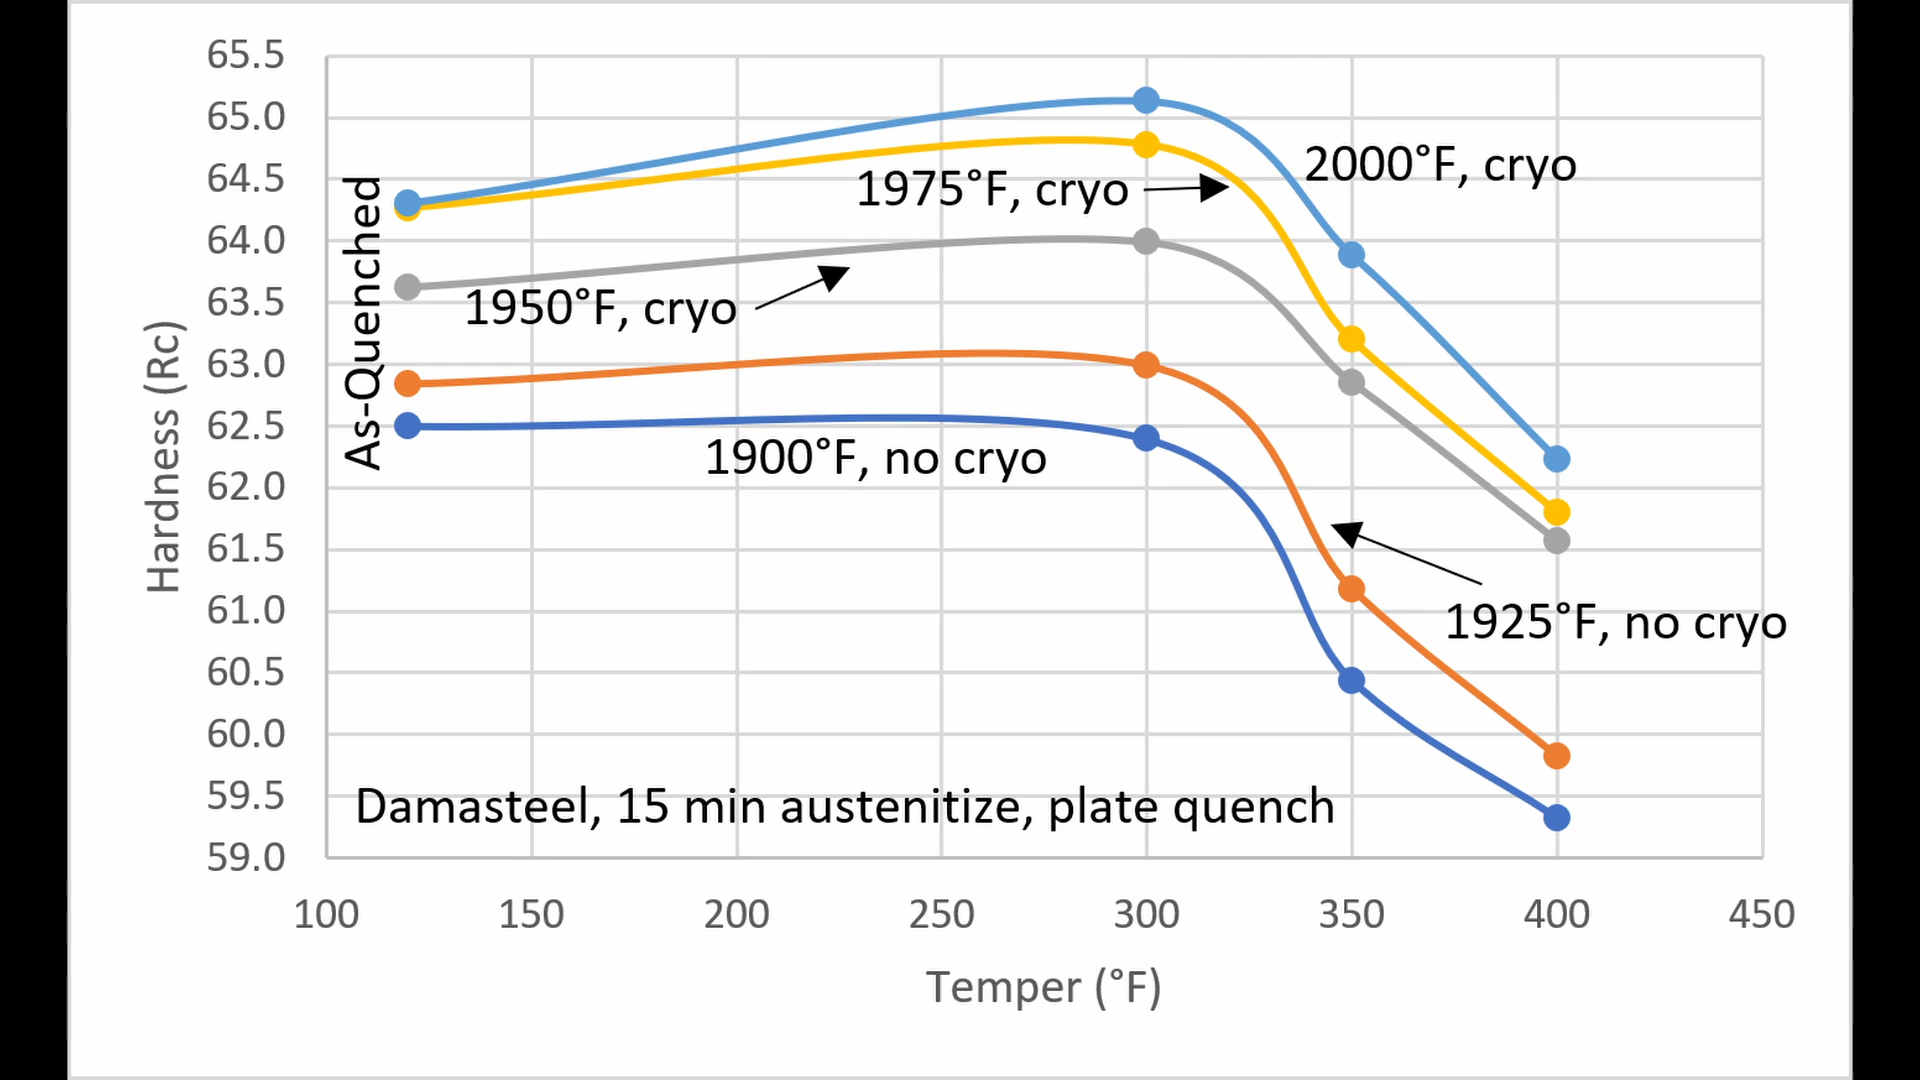 65.5
65.0
64.5
64.0
63.5
63.0
62.5
62.0
61.5
61.0
60.5
60.0
59.5
59.0
Hardness (Rc)
As-Quenched
2000°F, cryo
1975°F, cryo
1950°F, cryo
1900°F, no cryo
1925°F, no cryo
Damasteel, 15 min austenitize, plate quench
100 150 200 250 300 350 400 450
Temper (°F)